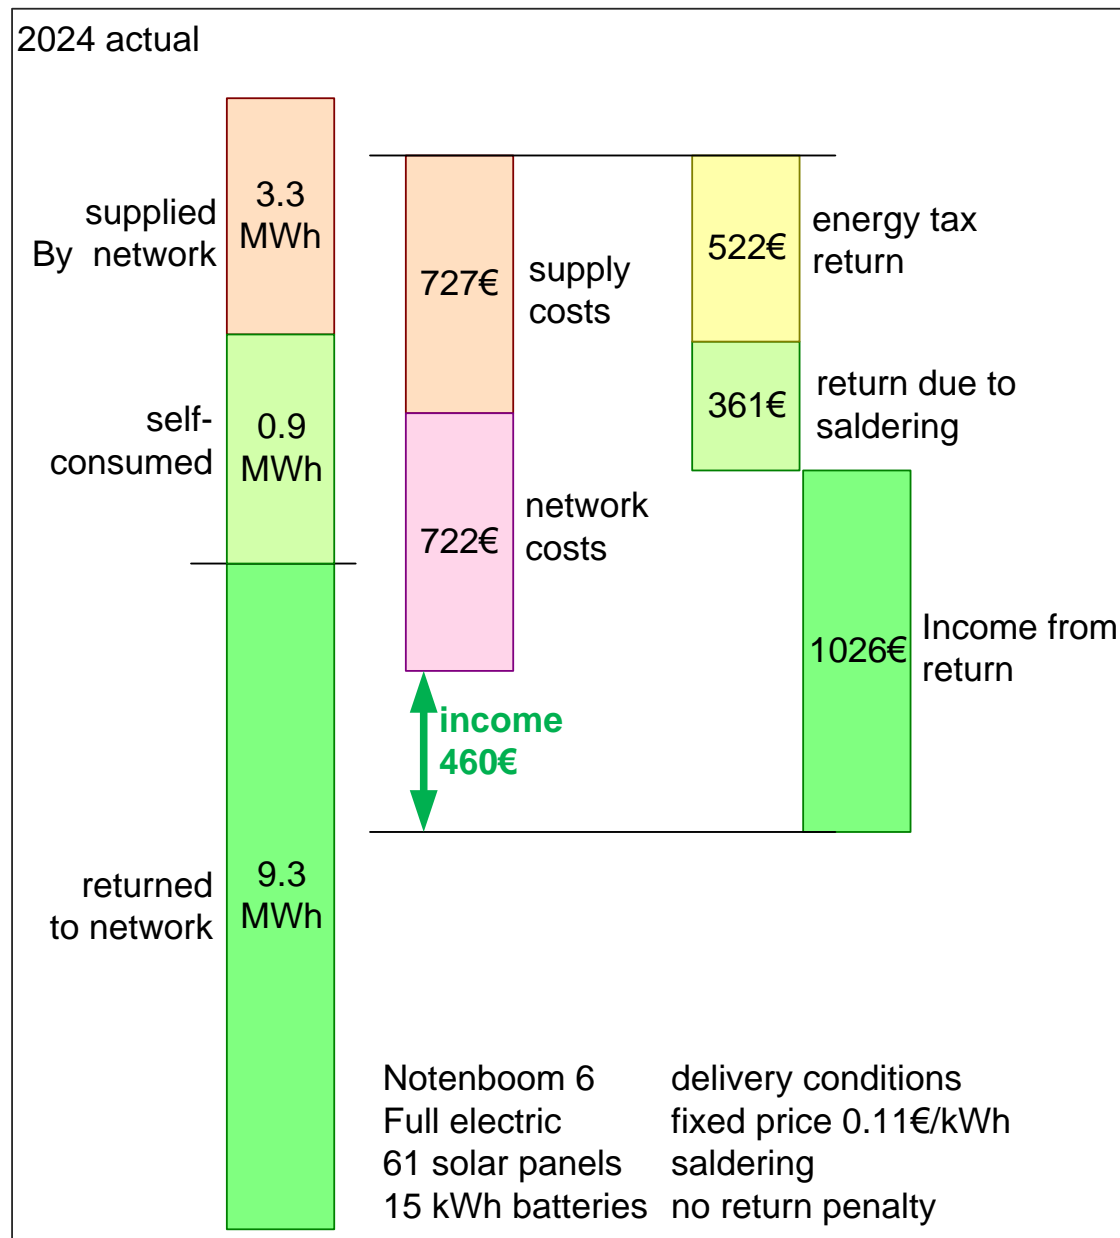 2024 actual
supplied
By  network
3.3
MWh
self-
consumed
0.9
MWh
returned
to network
9.3
MWh
727€
supply
costs
722€
network
costs
income
460€
522€
energy tax
return
361€
return due to
saldering
1026€
Income from
return
Notenboom 6
Full electric
61 solar panels
15 kWh batteries
delivery conditions
fixed price 0.11€/kWh
saldering
no return penalty